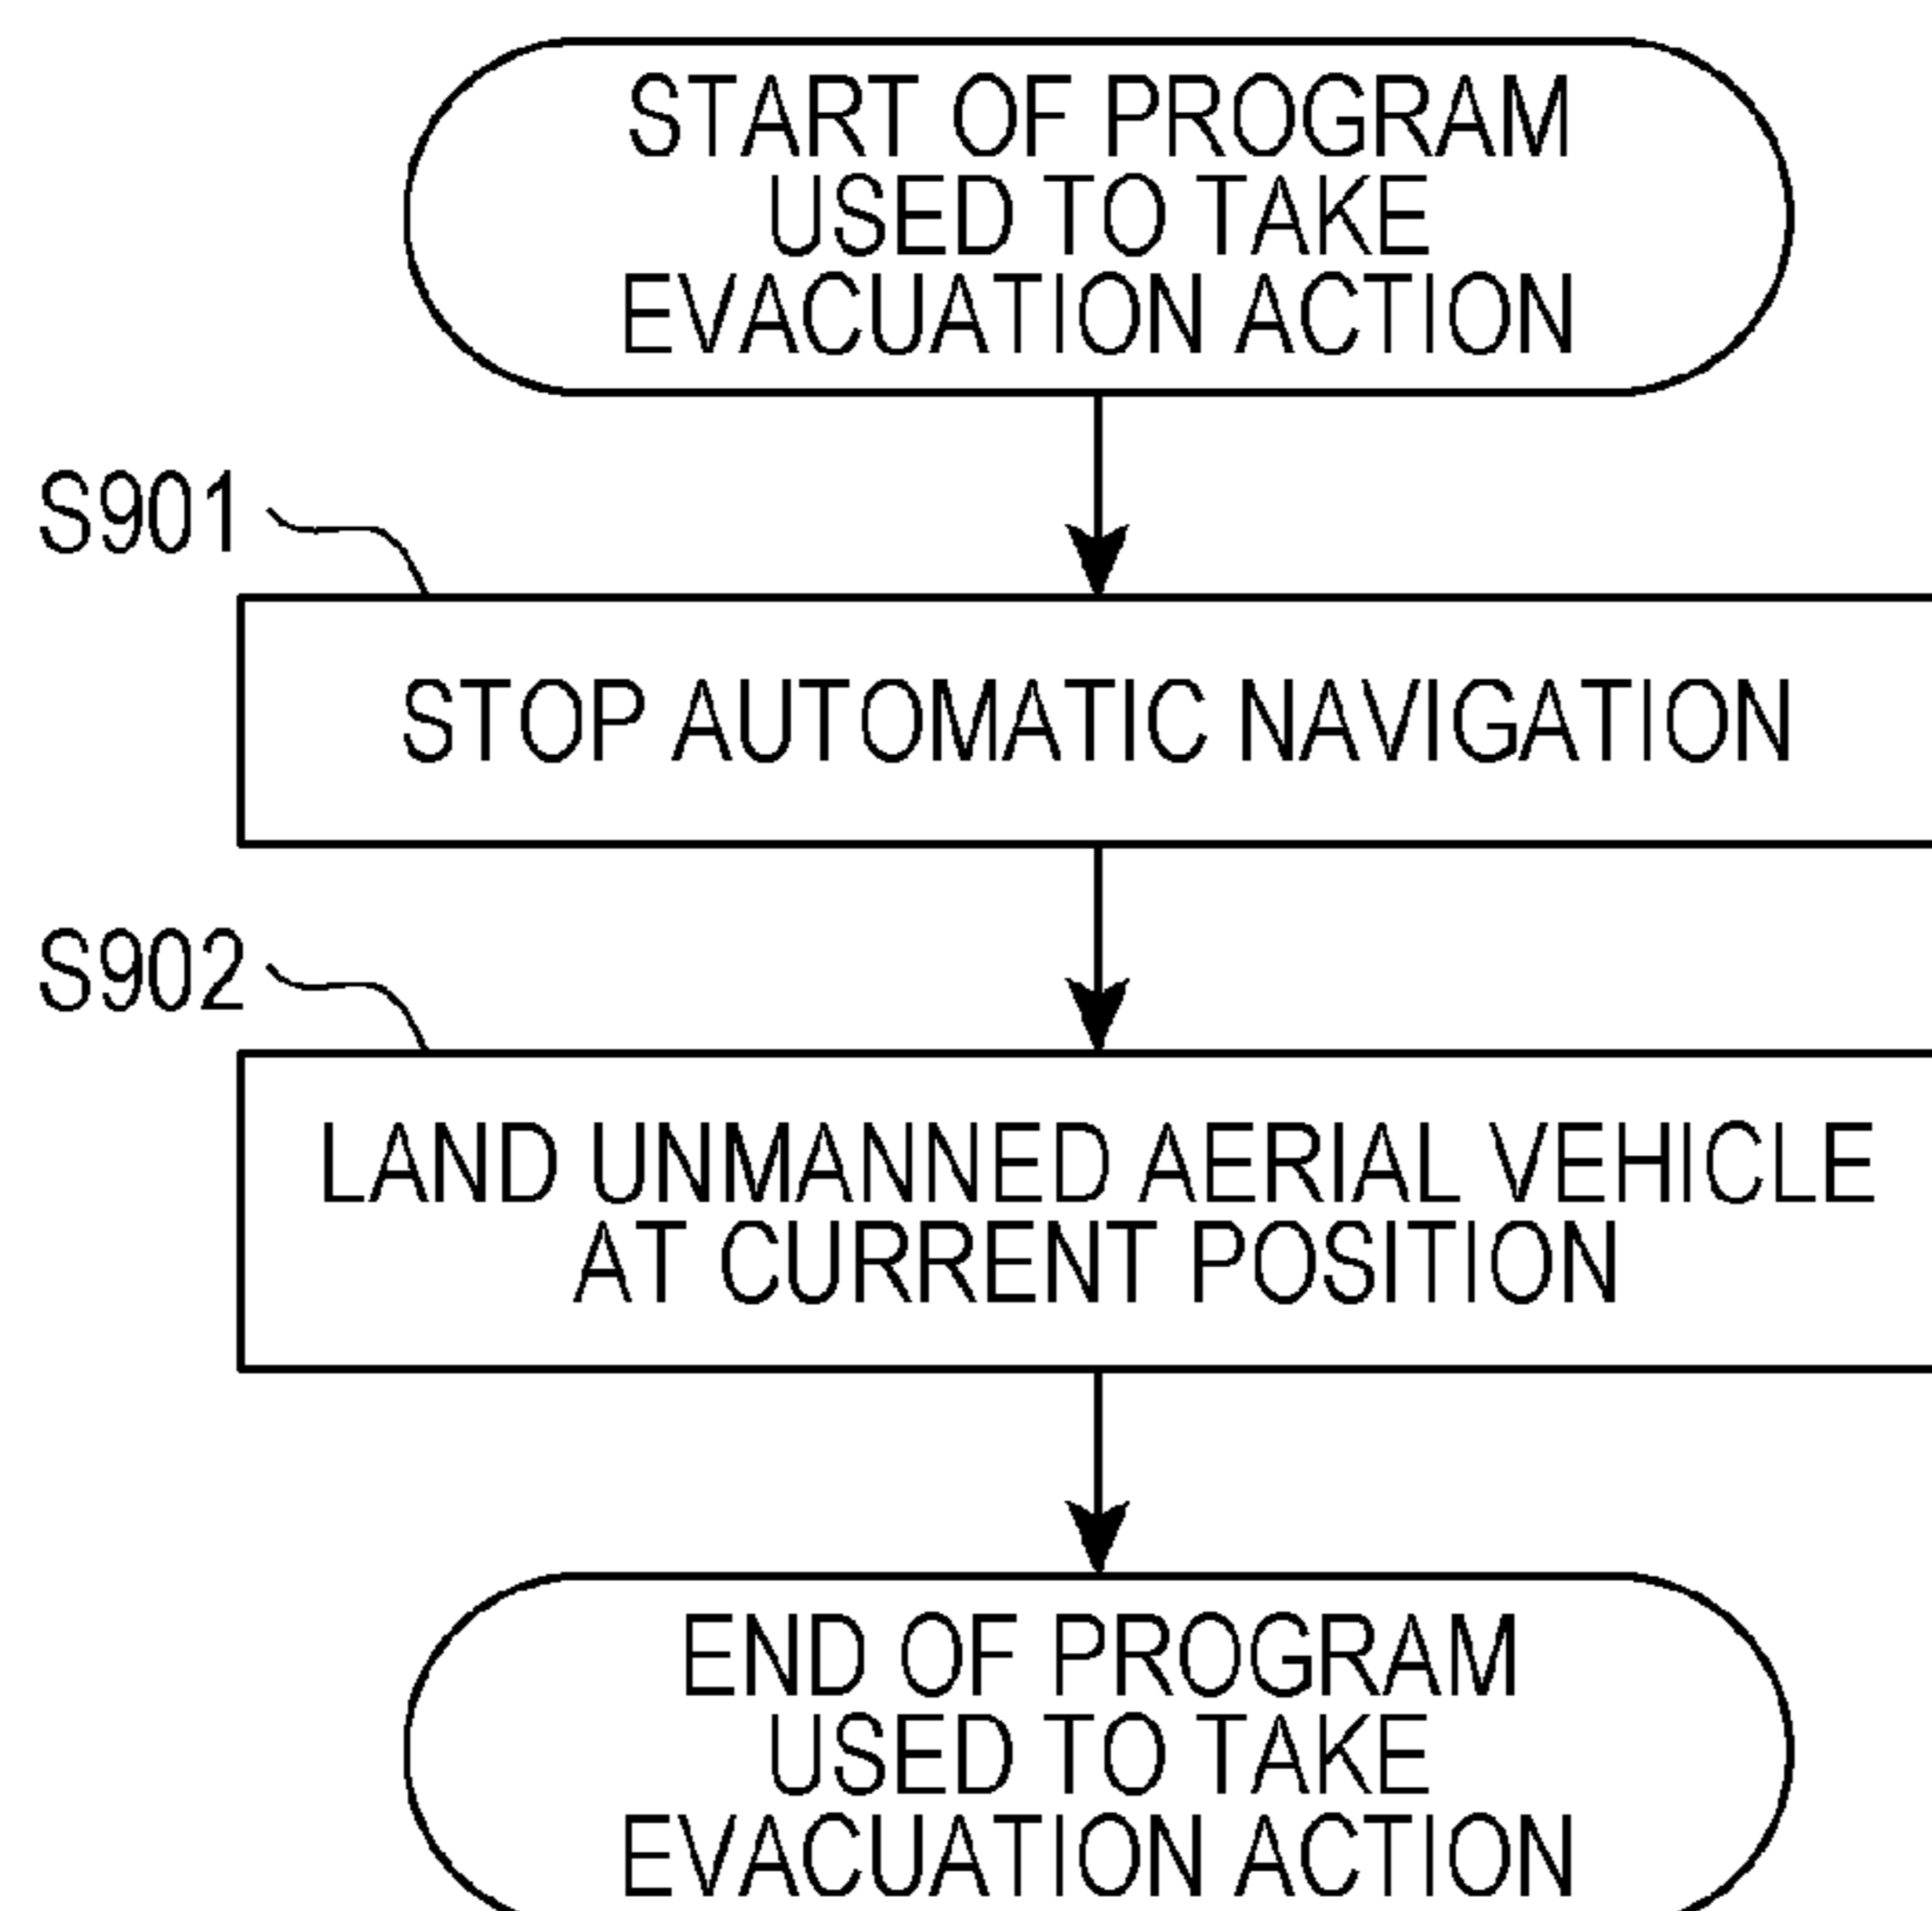 START OF PROGRAM
USED TO TAKE
EVACUATION ACTION
S901
STOP AUTOMATIC NAVIGATION
S902
LAND UNMANNED AERIAL VEHICLE
AT CURRENT POSITION
END OF PROGRAM
USED TO TAKE
EVACUATION ACTION